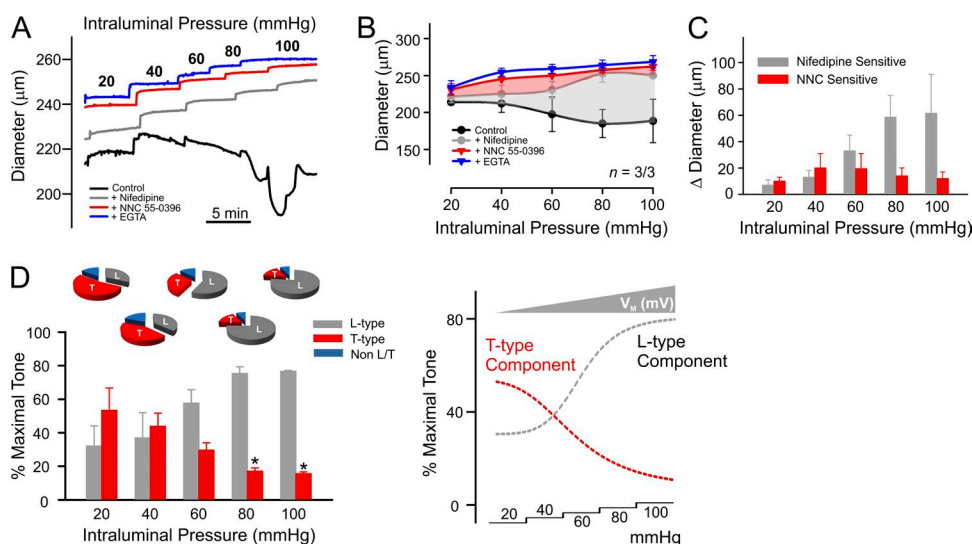 A
Intraluminal Pressure (mmHg)
Diameter (μm)
260
240
220
200
20
40
60
80
100
Control
+ Nifedipine
+ NNC 55-0396
+ EGTA
5 min
B
Diameter (μm)
300
250
200
150
Control
+ Nifedipine
+ NNC 55-0396
+ EGTA
n = 3/3
20 40 60 80 100
Intraluminal Pressure (mmHg)
C
Δ Diameter (μm)
100
80
60
40
20
0
Nifedipine Sensitive
NNC Sensitive
20 40 60 80 100
Intraluminal Pressure (mmHg)
D
L
T
L
T
L
T
L
T
L
T
% Maximal Tone
100
80
60
40
20
0
L-type
T-type
Non L/T
*
*
20 40 60 80 100
Intraluminal Pressure (mmHg)
V_M (mV)
% Maximal Tone
80
40
0
T-type
Component
L-type
Component
20
40
60
80
100
mmHg